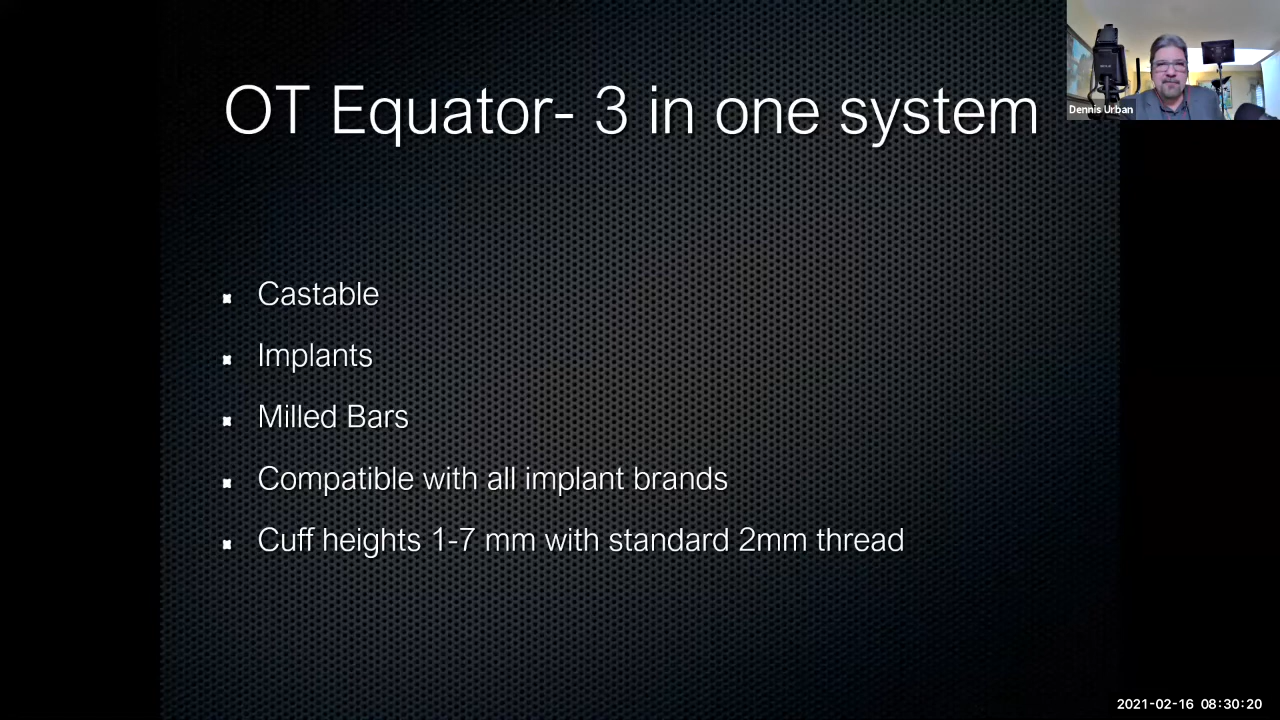 OT Equator- 3 in one system
Dennis Urban
Castable
Implants
Milled Bars
Compatible with all implant brands
Cuff heights 1-7 mm with standard 2mm thread
2021-02-16 08:30:20